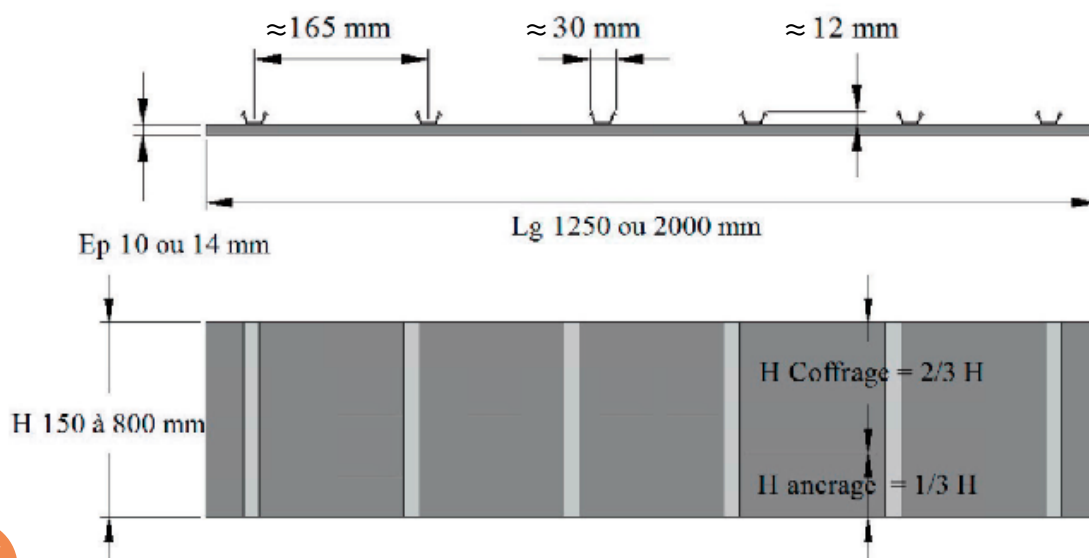 ≈165 mm
≈ 30 mm
≈ 12 mm
Lg 1250 ou 2000 mm
Ep 10 ou 14 mm
H Coffrage = 2/3 H
H 150 à 800 mm
H ancrage = 1/3 H